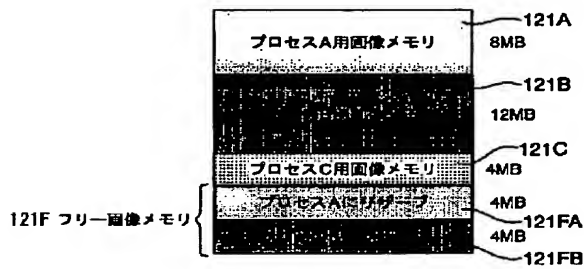 121A
プロセスA用画像メモリ
8MB
121B
12MB
121C
プロセスC用画像メモリ
4MB
121F フリー画像メモリ
プロセスAにリザーブ
4MB
121FA
4MB
121FB